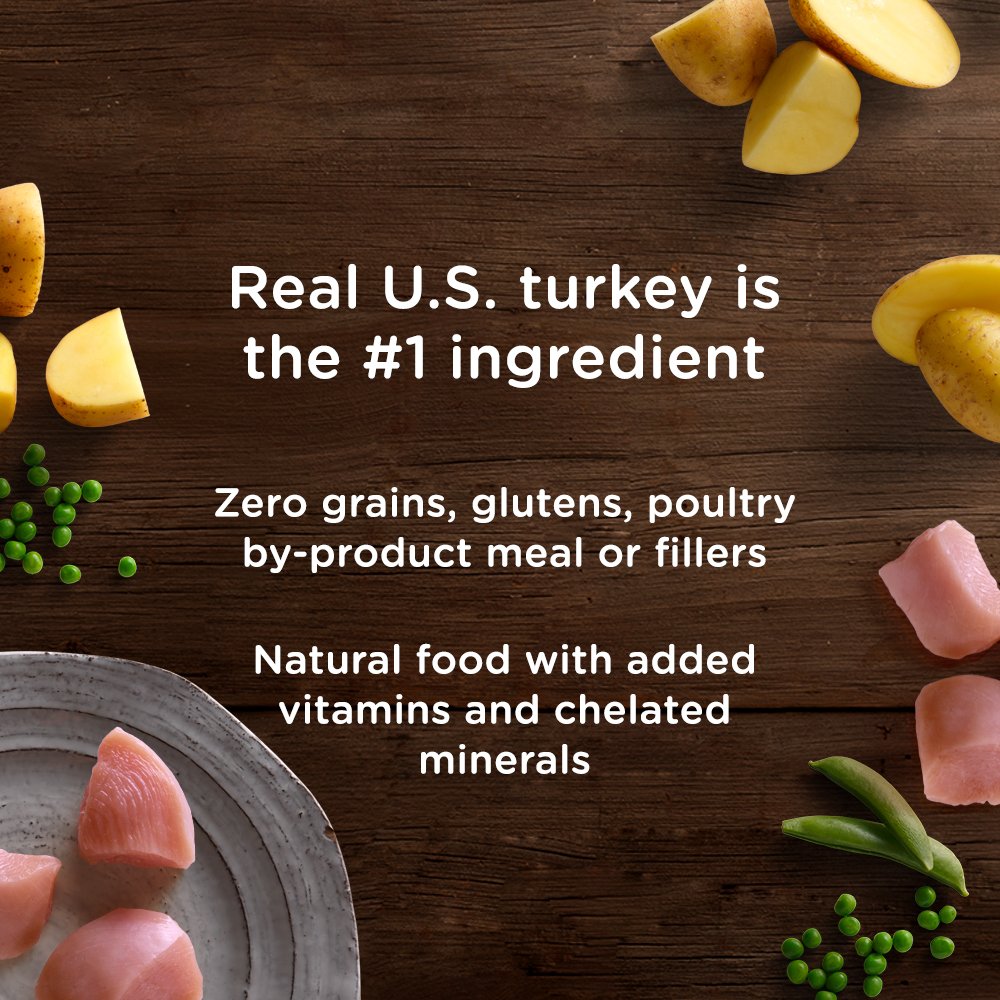 Real U.S. turkey is
the #1 ingredient
Zero grains, glutens, poultry
by-product meal or fillers
Natural food with added
vitamins and chelated
minerals